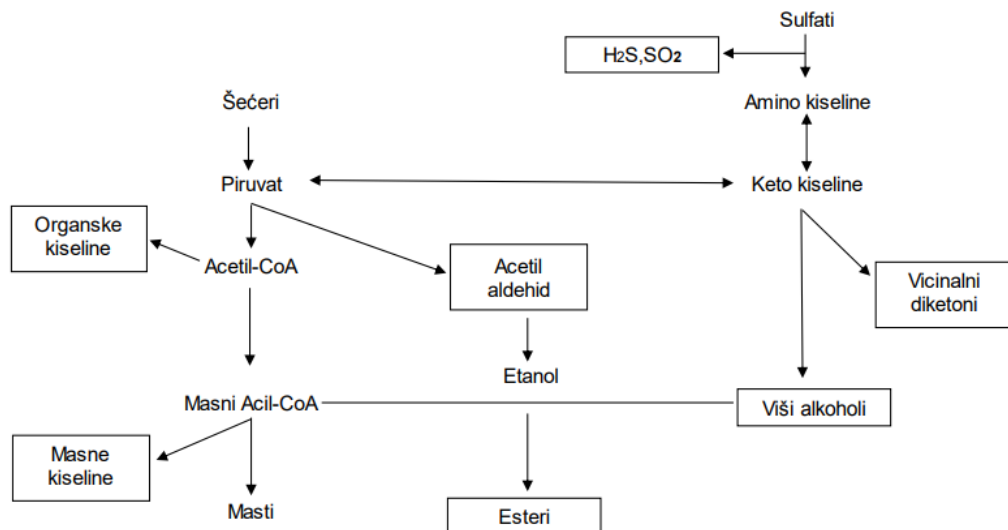 Sulfati
H2S,SO2
Šećeri
Amino kiseline
Piruvat
Keto kiseline
Organske
kiseline
Acetil-CoA
Acetil
aldehid
Vicinalni
diketoni
Etanol
Masni Acil-CoA
Viši alkoholi
Masne
kiseline
Masti
Esteri